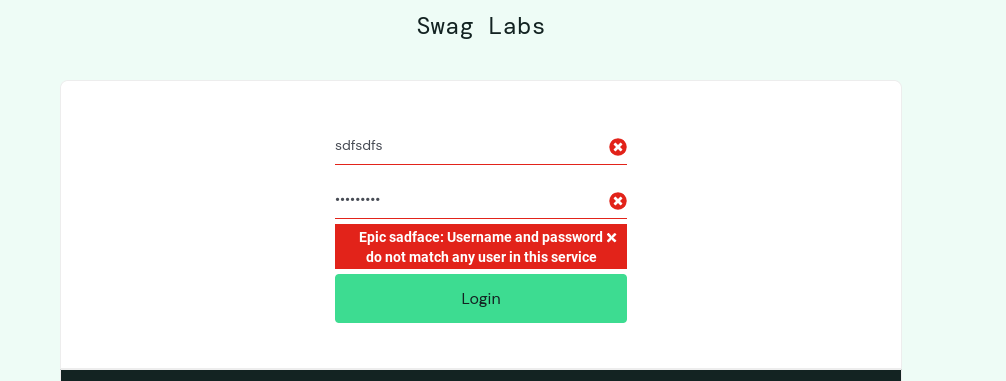 Swag Labs
sdfsdfs
•••••••••
Epic sadface: Username and password
do not match any user in this service
Login